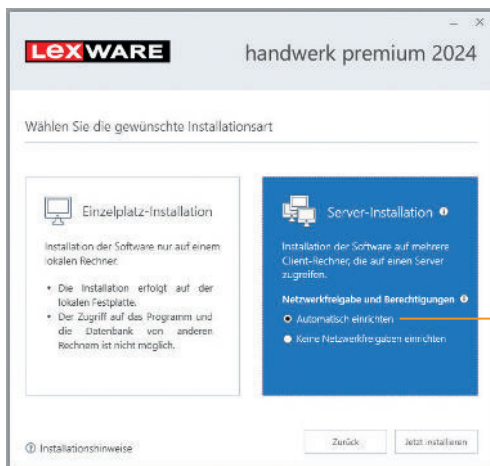 LEXWARE
handwerk premium 2024
Wählen Sie die gewünschte Installationsart
Einzelplatz-Installation
Installation der Software nur auf einem
lokalen Rechner.
• Die Installation erfolgt auf der
lokalen Festplatte.
• Der Zugriff auf das Programm und
die Datenbank von anderen
Rechnern ist nicht möglich.
Server-Installation
Installation der Software auf mehrere
Client-Rechner, die auf einen Server
zugreifen.
Netzwerkfreigabe und Berechtigungen
Automatisch einrichten
Keine Netzwerkfreigaben einrichten
Installationshinweise
Zurück
Jetzt installieren